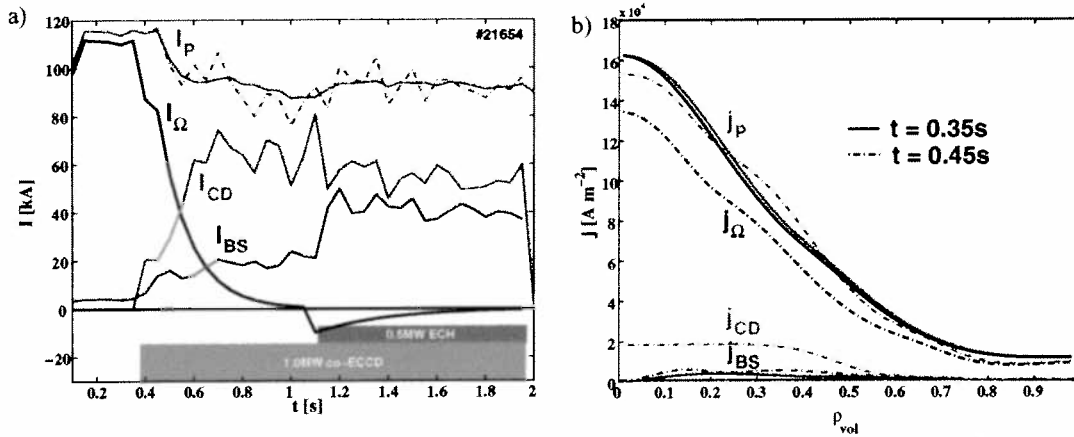 a)
#21654
I_P
I_Ω
I_CD
I_BS
0.5MW ECH
1.0MW co-ECCD
I [kA]
120
100
80
60
40
20
0
-20
0.2 0.4 0.6 0.8 1 1.2 1.4 1.6 1.8 2
t [s]
b)
x 10⁴
j_P
t = 0.35s
t = 0.45s
j_Ω
j_CD
j_BS
j [A m⁻²]
18
16
14
12
10
8
6
4
2
0
0 0.1 0.2 0.3 0.4 0.5 0.6 0.7 0.8 0.9
ρ_vol